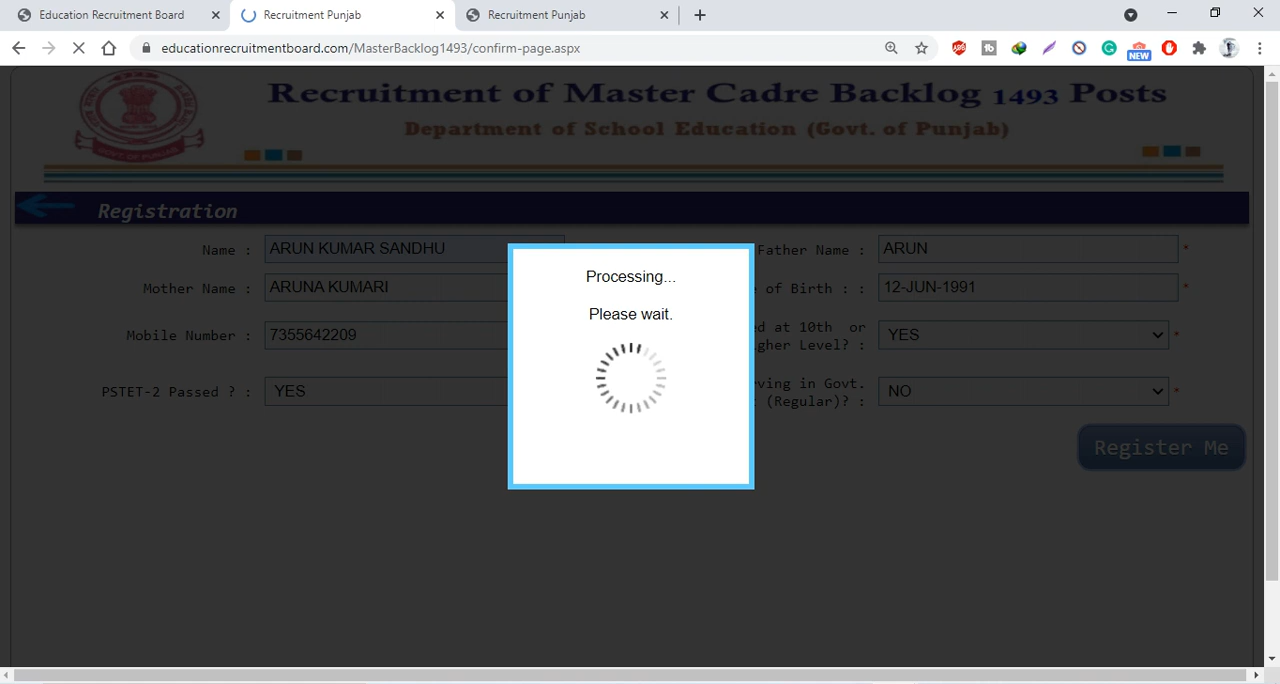 Education Recruitment Board
Recruitment Punjab
Recruitment Punjab
educationrecruitmentboard.com/MasterBacklog1493/confirm-page.aspx
NEW
Recruitment of Master Cadre Backlog 1493 Posts
Department of School Education (Govt. of Punjab)
Registration
Name : ARUN KUMAR SANDHU
Father Name : ARUN *
Mother Name : ARUNA KUMARI
of Birth : : 12-JUN-1991 *
Mobile Number : 7355642209
at 10th or
Level? : YES *
PSTET-2 Passed ? : YES
in Govt.
(Regular)? : NO *
Register Me
Processing...
Please wait.